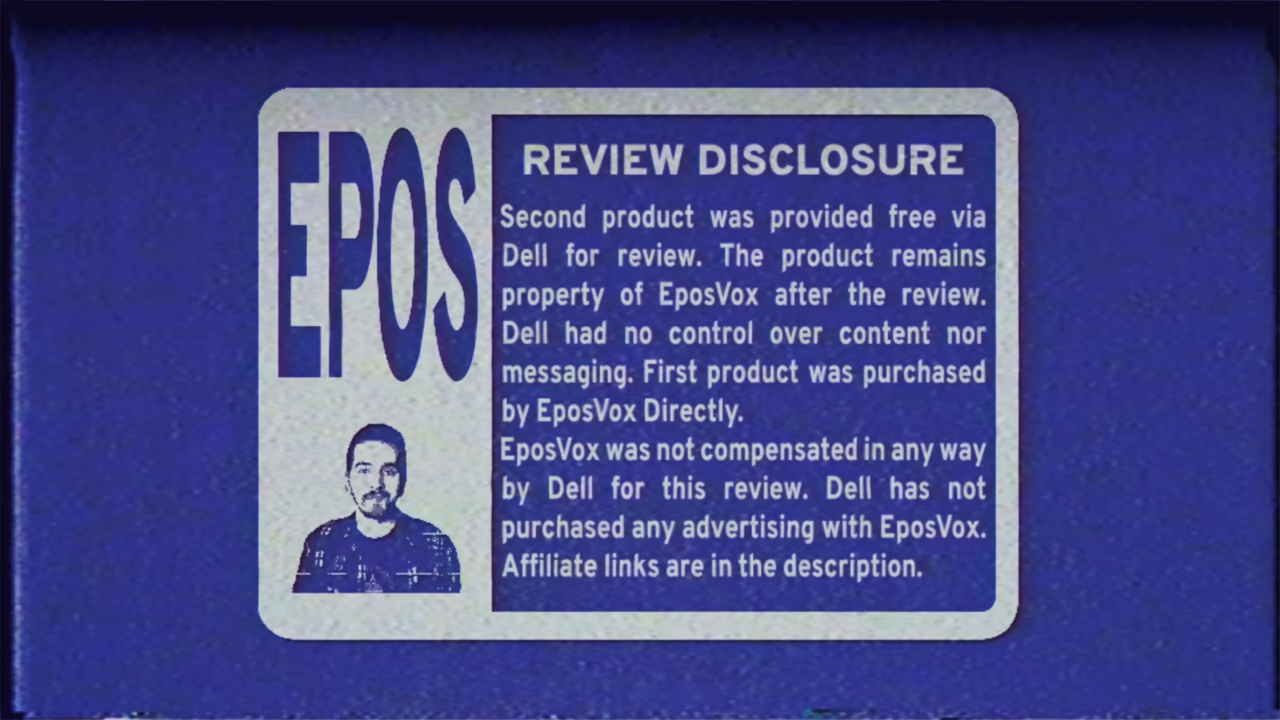 EPOS
REVIEW DISCLOSURE
Second product was provided free via
Dell for review. The product remains
property of EposVox after the review.
Dell had no control over content nor
messaging. First product was purchased
by EposVox Directly.
EposVox was not compensated in any way
by Dell for this review. Dell has not
purchased any advertising with EposVox.
Affiliate links are in the description.